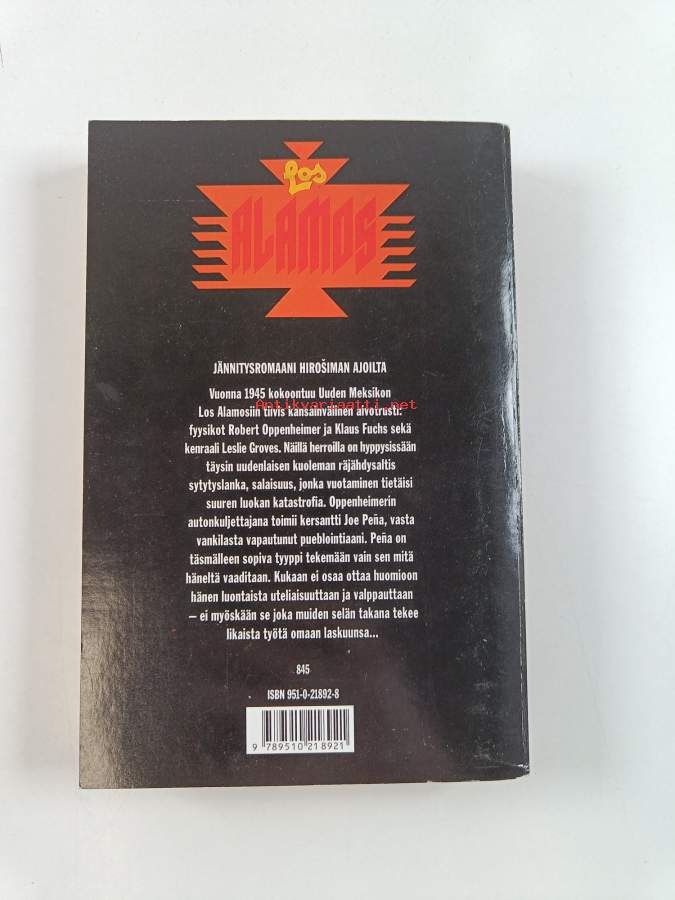 Los
ALAMOS
JÄNNITYSROMAANI HIROŠIMAN AJOILTA
Vuonna 1945 kokoontuu Uuden Meksikon
Antikvariaatti.net
Los Alamosiin tiivis kansainvälinen aivotrusti:
fyysikot Robert Oppenheimer ja Klaus Fuchs sekä
kenraali Leslie Groves. Näillä herroilla on hyppysissään
täysin uudenlaisen kuoleman räjähdysaltis
sytytyslanka, salaisuus, jonka vuotaminen tietäisi
suuren luokan katastrofia. Oppenheimerin
autonkuljettajana toimii kersantti Joe Peña, vasta
vankilasta vapautunut pueblointiaani. Peña on
täsmälleen sopiva tyyppi tekemään vain sen mitä
häneltä vaaditaan. Kukaan ei osaa ottaa huomioon
hänen luontaista uteliaisuuttaan ja valppauttaan
– ei myöskään se joka muiden selän takana tekee
likaista työtä omaan laskuunsa...
845
ISBN 951-0-21892-8
9 789510 218921